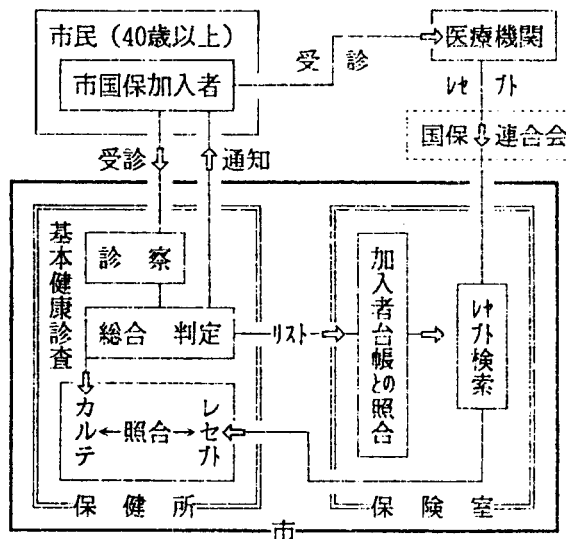 市民（40歳以上）
医療機関
市国保加入者
受診
レセプト
国保連合会
受診
通知
基本健康診査
診察
総合判定
リスト
加入者台帳との照合
レセプト検索
カルテ
←照合→
レセプト
保健所
保険室
市